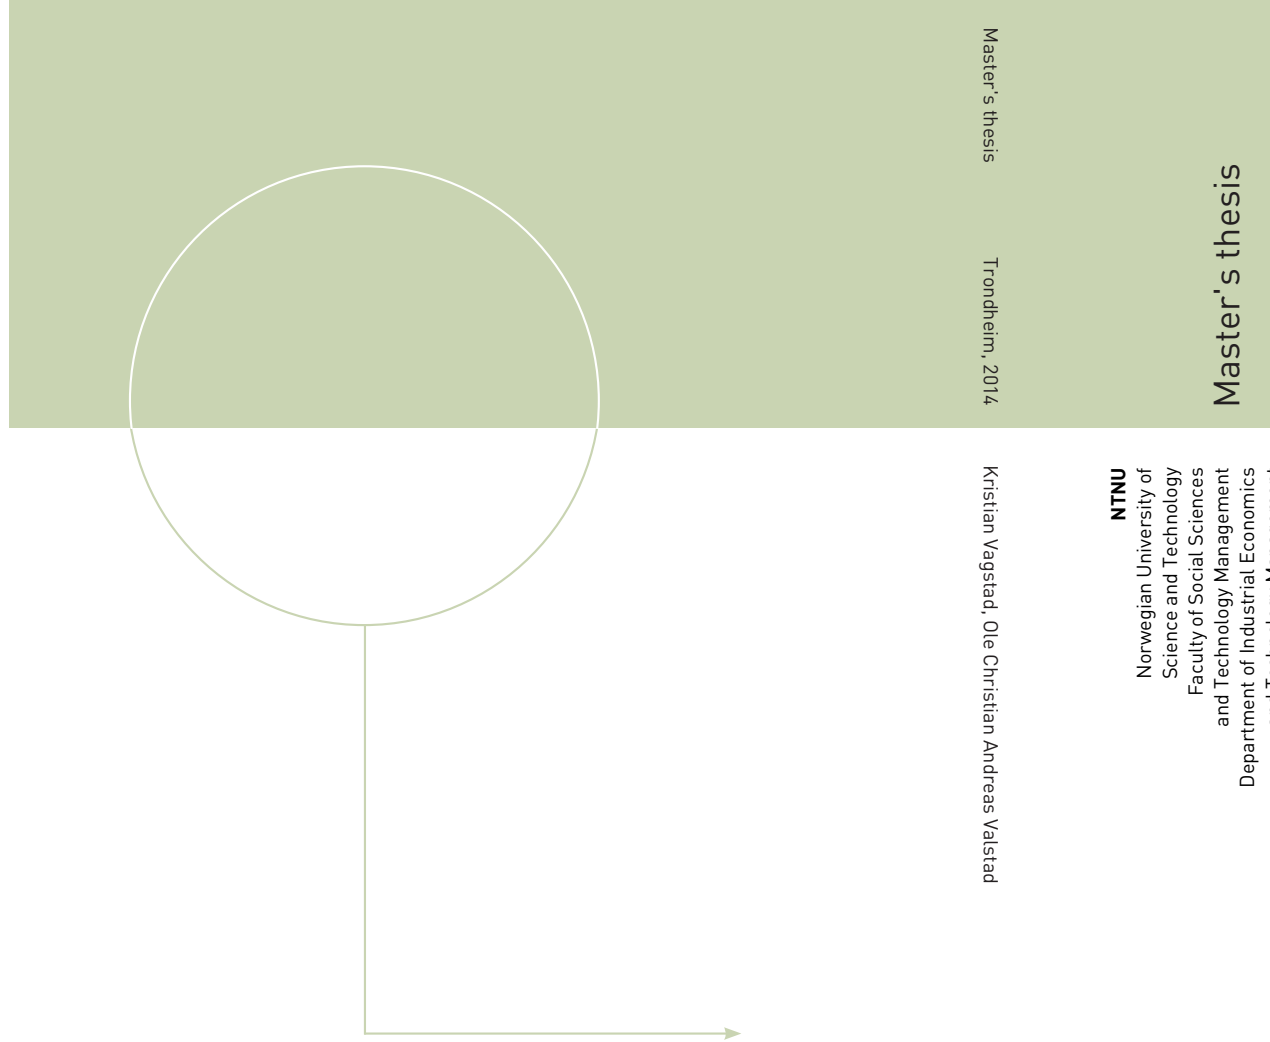 Master's thesis
Trondheim, 2014
Kristian Vagstad, Ole Christian Andreas Valstad
Master's thesis
NTNU
Norwegian University of
Science and Technology
Faculty of Social Sciences
and Technology Management
Department of Industrial Economics